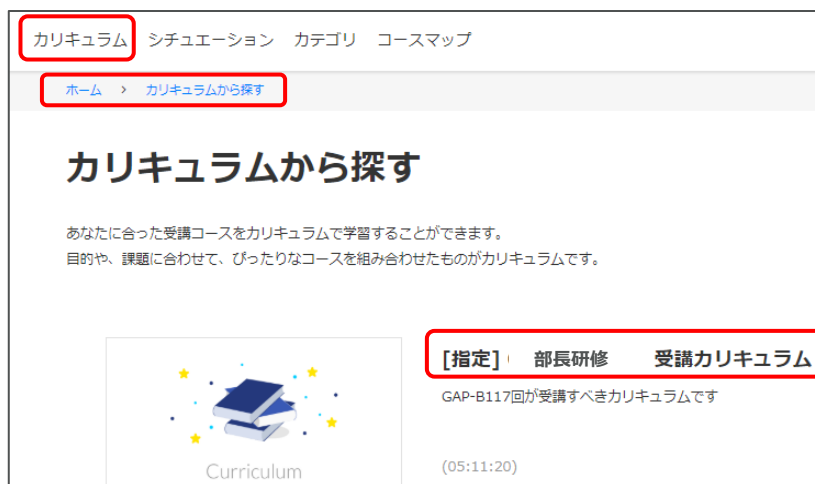 カリキュラム シチュエーション カテゴリ コースマップ
ホーム > カリキュラムから探す
カリキュラムから探す
あなたに合った受講コースをカリキュラムで学習することができます。
目的や、課題に合わせて、ぴったりなコースを組み合わせたものがカリキュラムです。
[指定] 部長研修 受講カリキュラム
GAP-B117回が受講すべきカリキュラムです
Curriculum
(05:11:20)